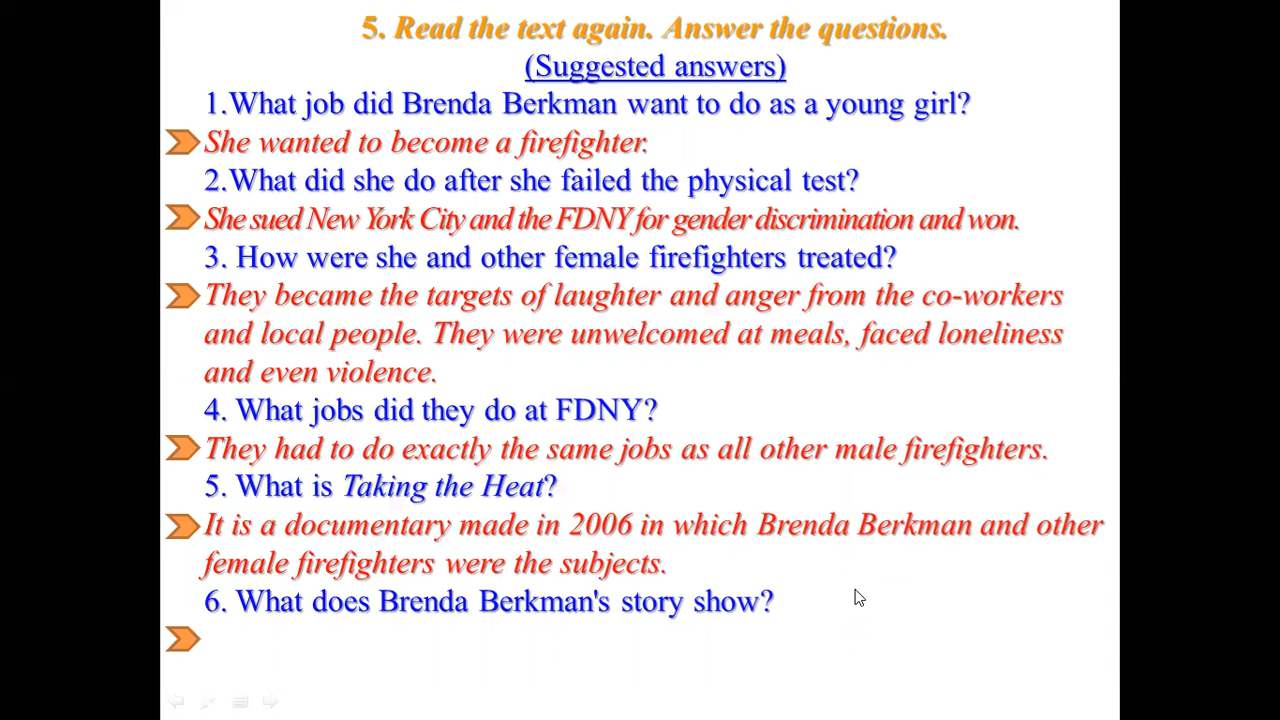 5. Read the text again. Answer the questions.
(Suggested answers)
1.What job did Brenda Berkman want to do as a young girl?
She wanted to become a firefighter.
2.What did she do after she failed the physical test?
She sued New York City and the FDNY for gender discrimination and won.
3. How were she and other female firefighters treated?
They became the targets of laughter and anger from the co-workers
and local people. They were unwelcomed at meals, faced loneliness
and even violence.
4. What jobs did they do at FDNY?
They had to do exactly the same jobs as all other male firefighters.
5. What is Taking the Heat?
It is a documentary made in 2006 in which Brenda Berkman and other
female firefighters were the subjects.
6. What does Brenda Berkman's story show?